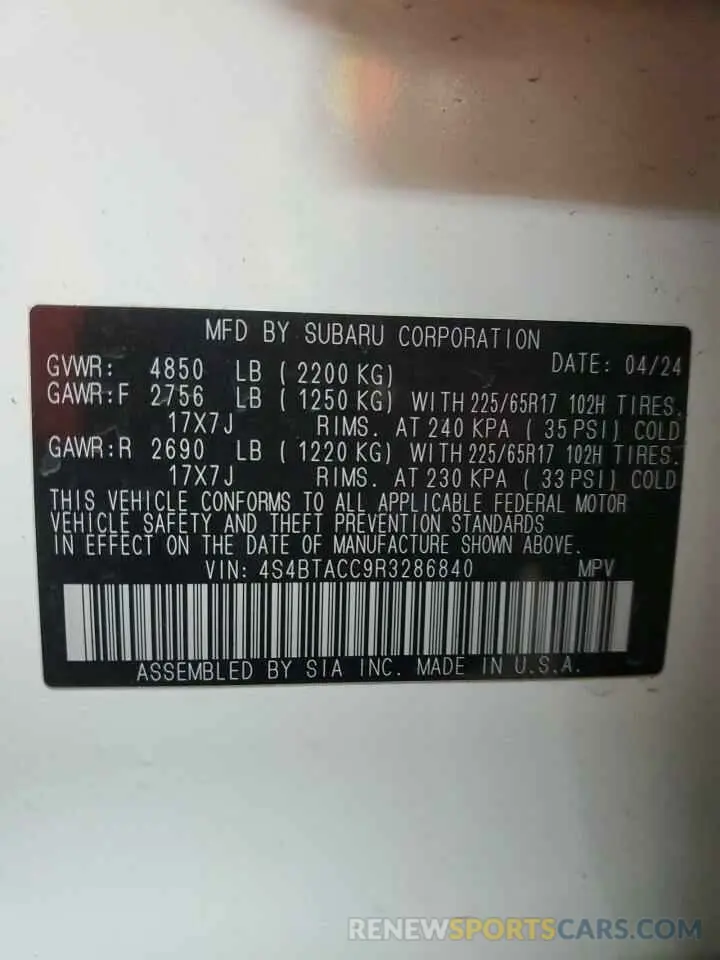 MFD BY SUBARU CORPORATION
GVWR: 4850 LB ( 2200 KG) DATE: 04/24
GAWR:F 2756 LB ( 1250 KG) WITH 225/65R17 102H TIRES.
17X7J RIMS. AT 240 KPA ( 35 PSI) COLD
GAWR:R 2690 LB ( 1220 KG) WITH 225/65R17 102H TIRES.
17X7J RIMS. AT 230 KPA ( 33 PSI) COLD
THIS VEHICLE CONFORMS TO ALL APPLICABLE FEDERAL MOTOR
VEHICLE SAFETY AND THEFT PREVENTION STANDARDS
IN EFFECT ON THE DATE OF MANUFACTURE SHOWN ABOVE.
VIN: 4S4BTACC9R3286840 MPV
ASSEMBLED BY SIA INC. MADE IN U.S.A.
RENEWSPORTSCARS.COM